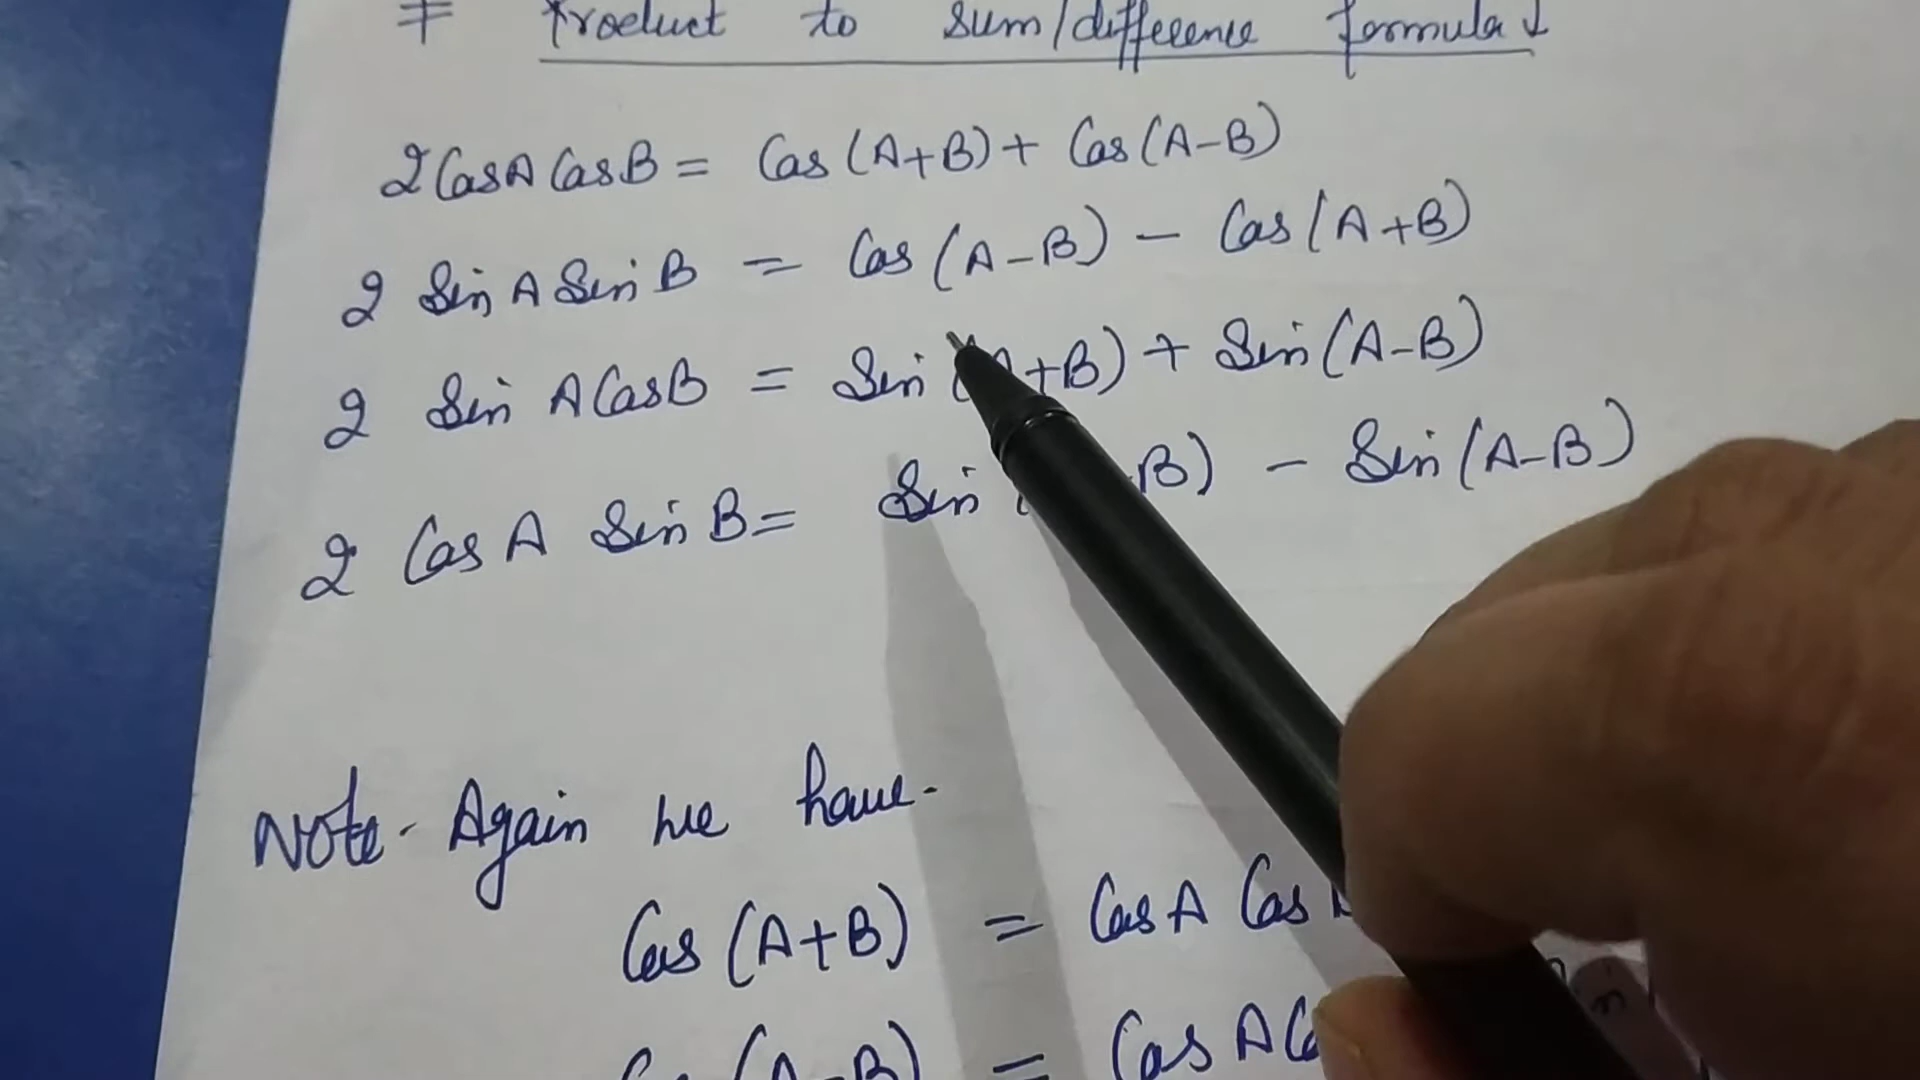 # Product to sum/difference formula ↓
2 Cos A Cos B = Cos (A+B) + Cos (A-B)
2 Sin A Sin B = Cos (A-B) - Cos (A+B)
2 Sin A Cos B = Sin ( +B) + Sin (A-B)
2 Cos A Sin B = Sin ( B) - Sin (A-B)
Note- Again we have-
Cos (A+B) = Cos A Cos
(A-B) = Cos A